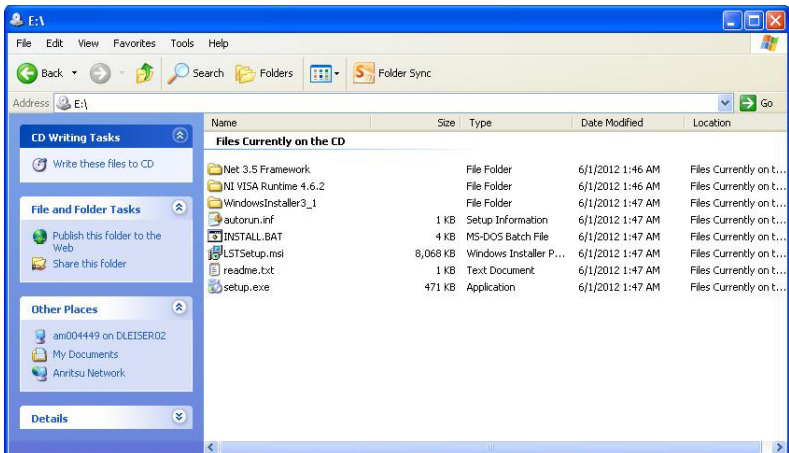 E:\
File Edit View Favorites Tools Help
Back Search Folders Folder Sync
Address E:\ Go
Name Size Type Date Modified Location
Files Currently on the CD
Net 3.5 Framework File Folder 6/1/2012 1:46 AM Files Currently on t...
NI VISA Runtime 4.6.2 File Folder 6/1/2012 1:46 AM Files Currently on t...
WindowsInstaller3_1 File Folder 6/1/2012 1:47 AM Files Currently on t...
autorun.inf 1 KB Setup Information 6/1/2012 1:47 AM Files Currently on t...
INSTALL.BAT 4 KB MS-DOS Batch File 6/1/2012 1:47 AM Files Currently on t...
LSTSetup.msi 8,068 KB Windows Installer P... 6/1/2012 1:47 AM Files Currently on t...
readme.txt 1 KB Text Document 6/1/2012 1:47 AM Files Currently on t...
setup.exe 471 KB Application 6/1/2012 1:47 AM Files Currently on t...
CD Writing Tasks
Write these files to CD
File and Folder Tasks
Publish this folder to the
Web
Share this folder
Other Places
am004449 on DLEISER02
My Documents
Anritsu Network
Details